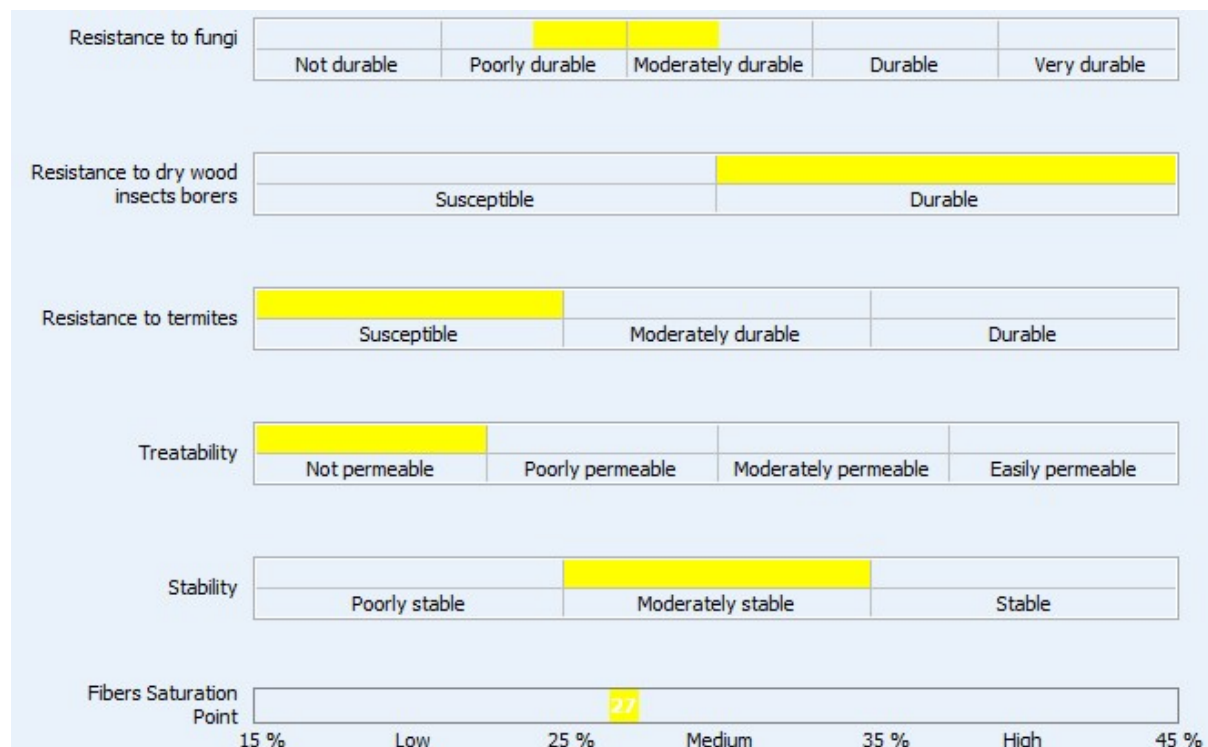 Resistance to fungi
Not durable Poorly durable Moderately durable Durable Very durable
Resistance to dry wood
insects borers
Susceptible Durable
Resistance to termites
Susceptible Moderately durable Durable
Treatability
Not permeable Poorly permeable Moderately permeable Easily permeable
Stability
Poorly stable Moderately stable Stable
Fibers Saturation
Point
27
15 % Low 25 % Medium 35 % High 45 %